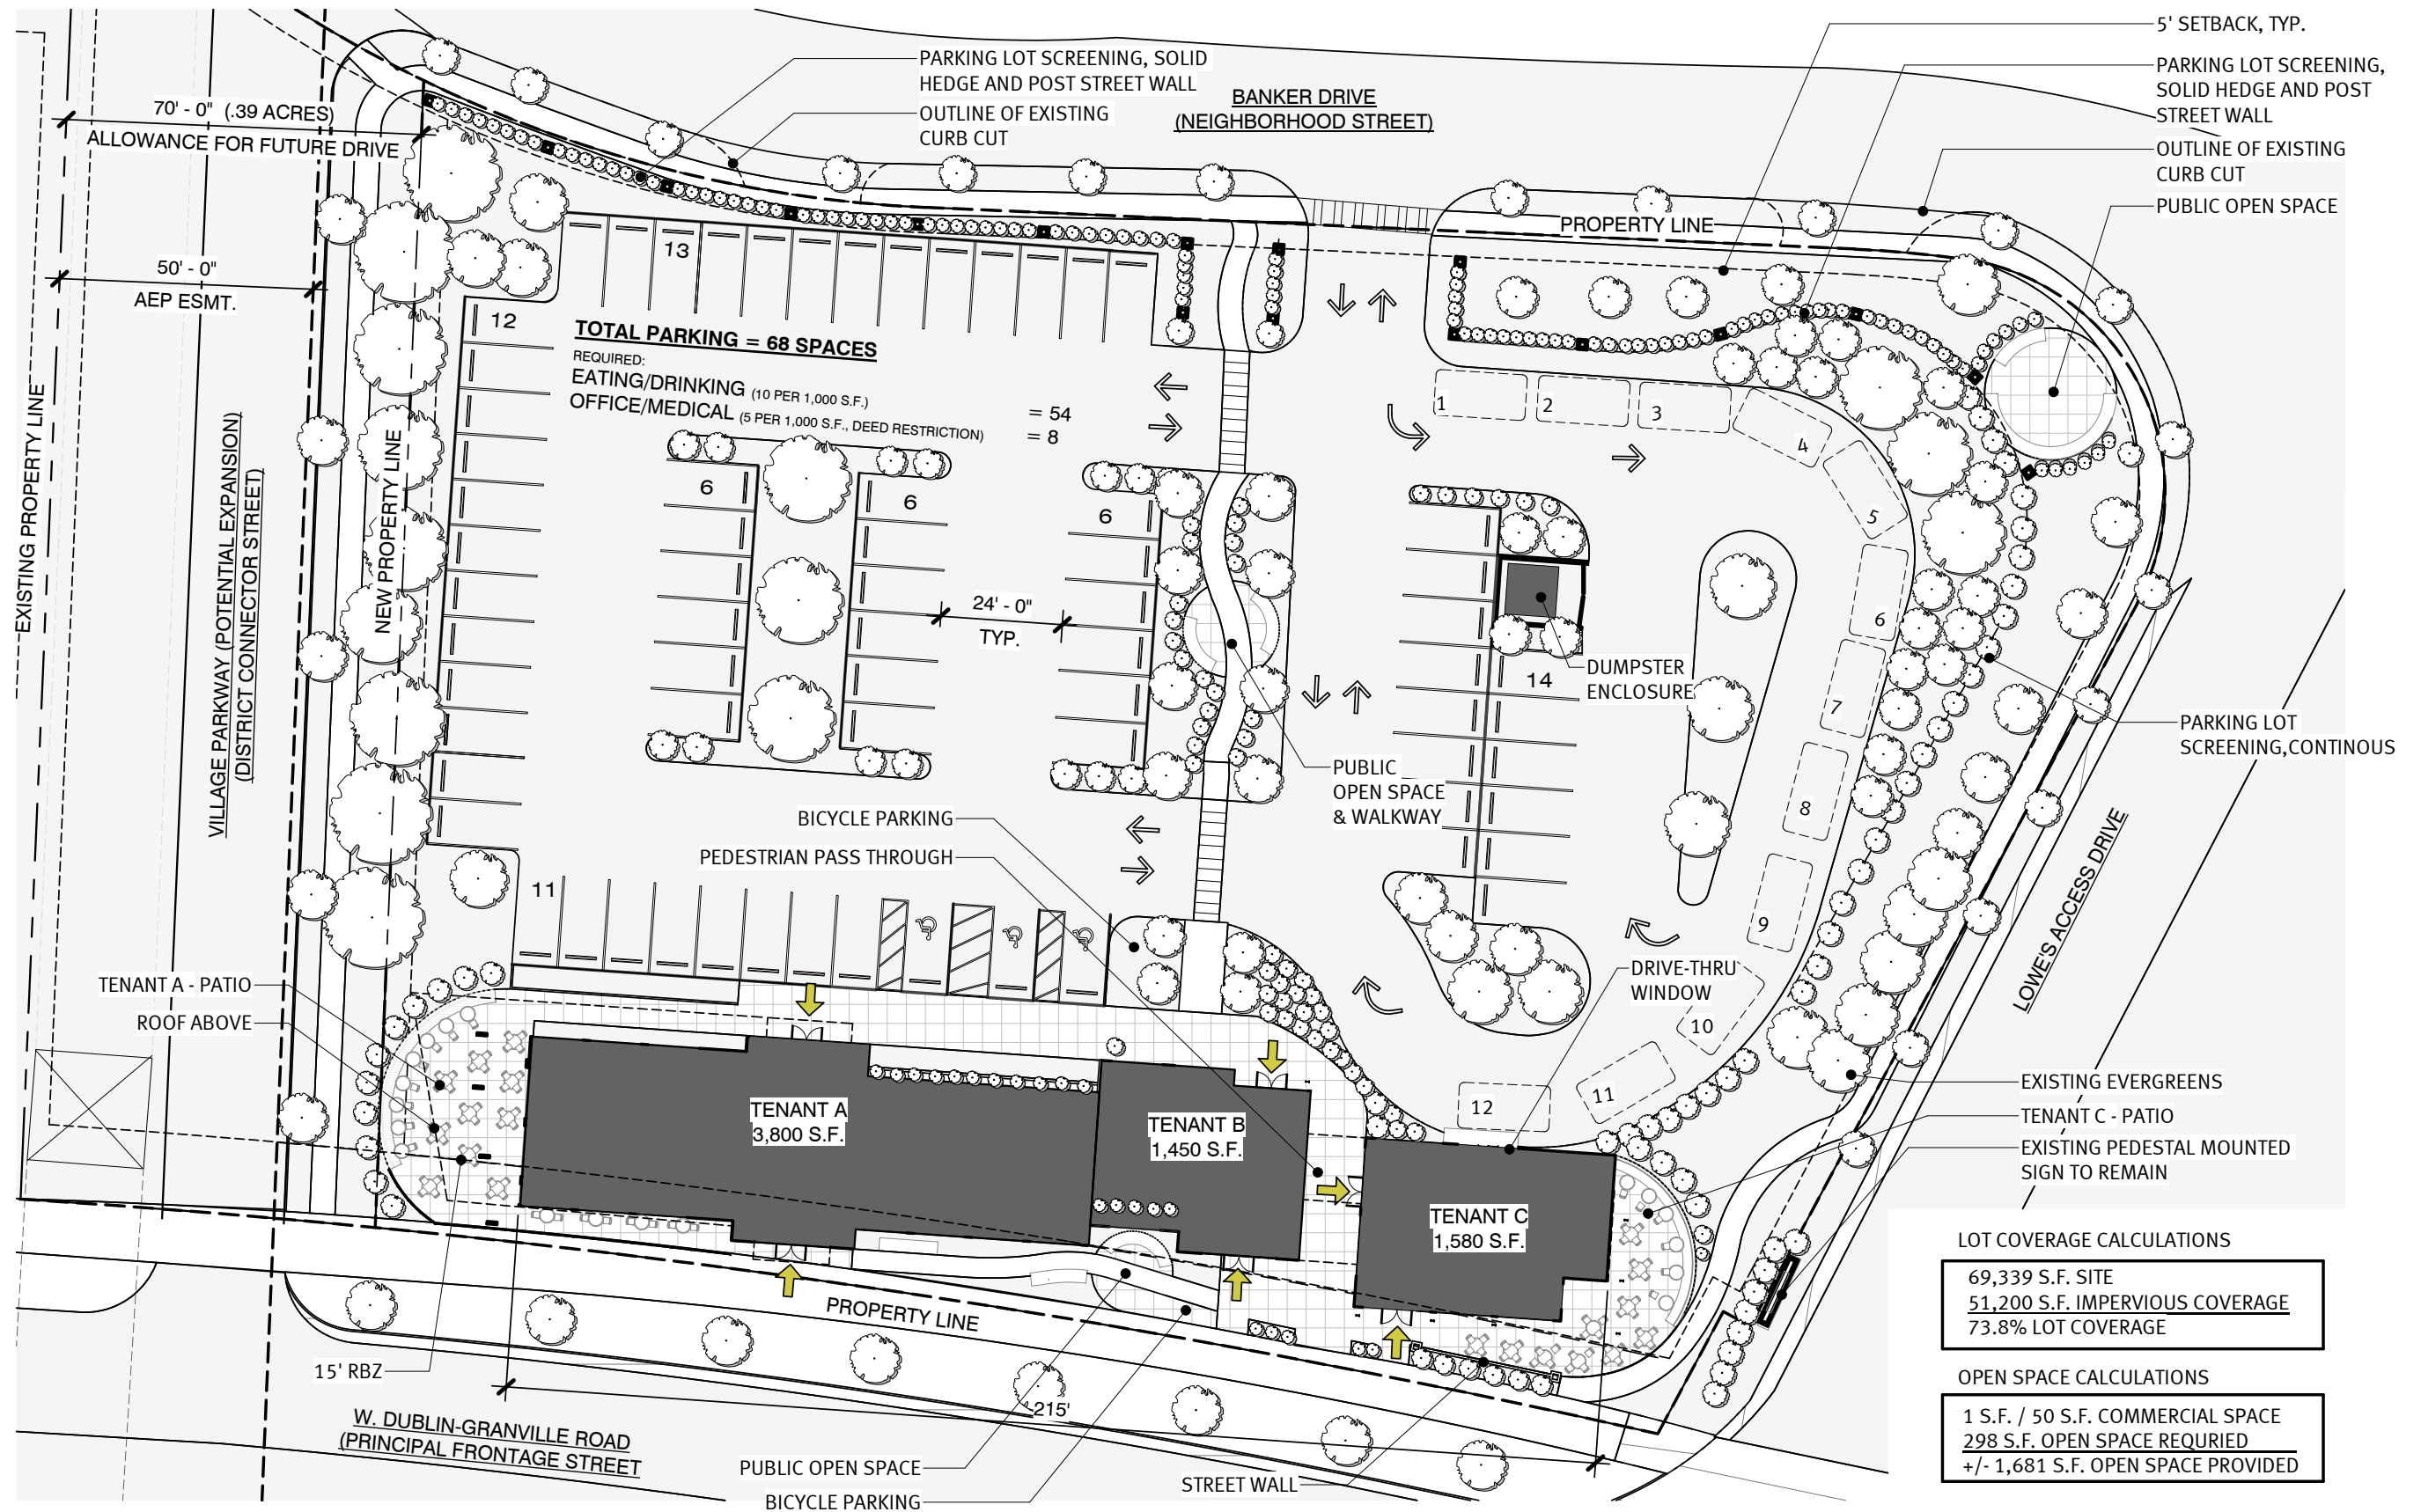 5' SETBACK, TYP.
PARKING LOT SCREENING, SOLID
HEDGE AND POST STREET WALL
PARKING LOT SCREENING,
SOLID HEDGE AND POST
STREET WALL
BANKER DRIVE
(NEIGHBORHOOD STREET)
70' - 0" (.39 ACRES)
ALLOWANCE FOR FUTURE DRIVE
OUTLINE OF EXISTING
CURB CUT
OUTLINE OF EXISTING
CURB CUT
PUBLIC OPEN SPACE
PROPERTY LINE
50' - 0"
AEP ESMT.
13
12
TOTAL PARKING = 68 SPACES
REQUIRED:
EATING/DRINKING (10 PER 1,000 S.F.)
= 54
OFFICE/MEDICAL (5 PER 1,000 S.F., DEED RESTRICTION)
= 8
1
2
3
4
5
6
7
8
9
10
11
12
EXISTING PROPERTY LINE
VILLAGE PARKWAY (POTENTIAL EXPANSION)
(DISTRICT CONNECTOR STREET)
NEW PROPERTY LINE
6
6
6
24' - 0"
TYP.
DUMPSTER
ENCLOSURE
14
PARKING LOT
SCREENING,CONTINOUS
PUBLIC
OPEN SPACE
& WALKWAY
BICYCLE PARKING
PEDESTRIAN PASS THROUGH
11
LOWE'S ACCESS DRIVE
DRIVE-THRU
WINDOW
TENANT A - PATIO
ROOF ABOVE
EXISTING EVERGREENS
TENANT C - PATIO
EXISTING PEDESTAL MOUNTED
SIGN TO REMAIN
TENANT A
3,800 S.F.
TENANT B
1,450 S.F.
TENANT C
1,580 S.F.
LOT COVERAGE CALCULATIONS
69,339 S.F. SITE
51,200 S.F. IMPERVIOUS COVERAGE
73.8% LOT COVERAGE
OPEN SPACE CALCULATIONS
1 S.F. / 50 S.F. COMMERCIAL SPACE
298 S.F. OPEN SPACE REQURIED
+/- 1,681 S.F. OPEN SPACE PROVIDED
PROPERTY LINE
15' RBZ
215'
W. DUBLIN-GRANVILLE ROAD
(PRINCIPAL FRONTAGE STREET
PUBLIC OPEN SPACE
BICYCLE PARKING
STREET WALL